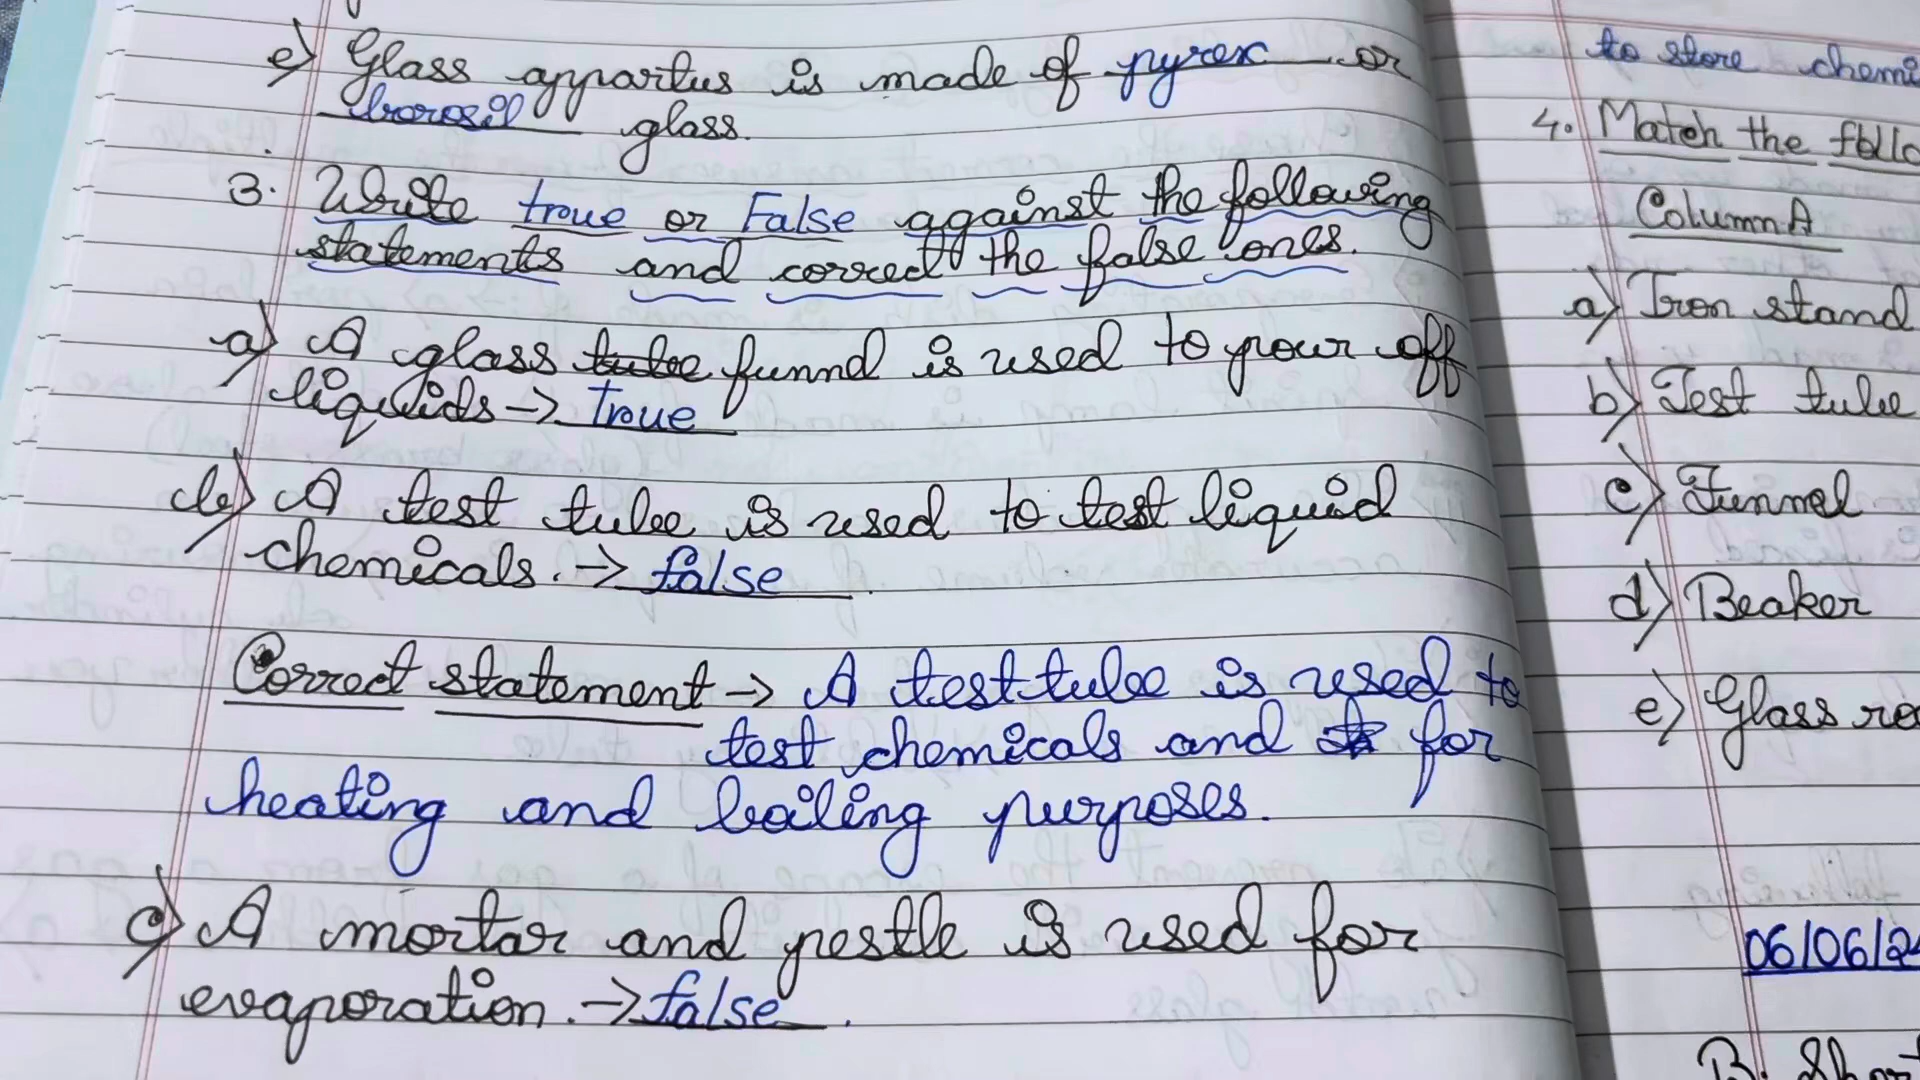 e) Glass appartus is made of pyrex or
borosil glass.
3. Write true or False against the following
statements and correct the false ones.
a) A glass tube funnel is used to pour off
liquids → True
b) A test tube is used to test liquid
chemicals. → false.
Correct statement → A test tube is used to
test chemicals and for
heating and boiling purposes.
c) A mortar and pestle is used for
evaporation. → false.
to store chemi
4. Match the follo
Column A
a) Iron stand
b) Test tube
c) Funnel
d) Beaker
e) Glass ro
06/06/24
B. Shor